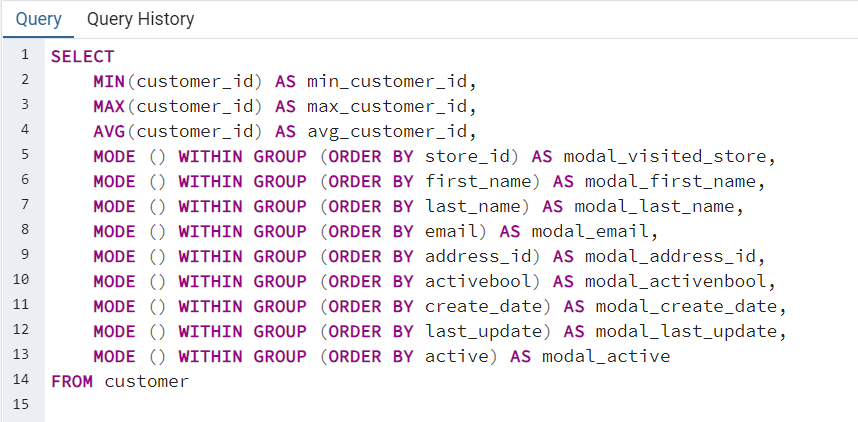 Query Query History
1 SELECT
2 MIN(customer_id) AS min_customer_id,
3 MAX(customer_id) AS max_customer_id,
4 AVG(customer_id) AS avg_customer_id,
5 MODE () WITHIN GROUP (ORDER BY store_id) AS modal_visited_store,
6 MODE () WITHIN GROUP (ORDER BY first_name) AS modal_first_name,
7 MODE () WITHIN GROUP (ORDER BY last_name) AS modal_last_name,
8 MODE () WITHIN GROUP (ORDER BY email) AS modal_email,
9 MODE () WITHIN GROUP (ORDER BY address_id) AS modal_address_id,
10 MODE () WITHIN GROUP (ORDER BY activebool) AS modal_activenbool,
11 MODE () WITHIN GROUP (ORDER BY create_date) AS modal_create_date,
12 MODE () WITHIN GROUP (ORDER BY last_update) AS modal_last_update,
13 MODE () WITHIN GROUP (ORDER BY active) AS modal_active
14 FROM customer
15